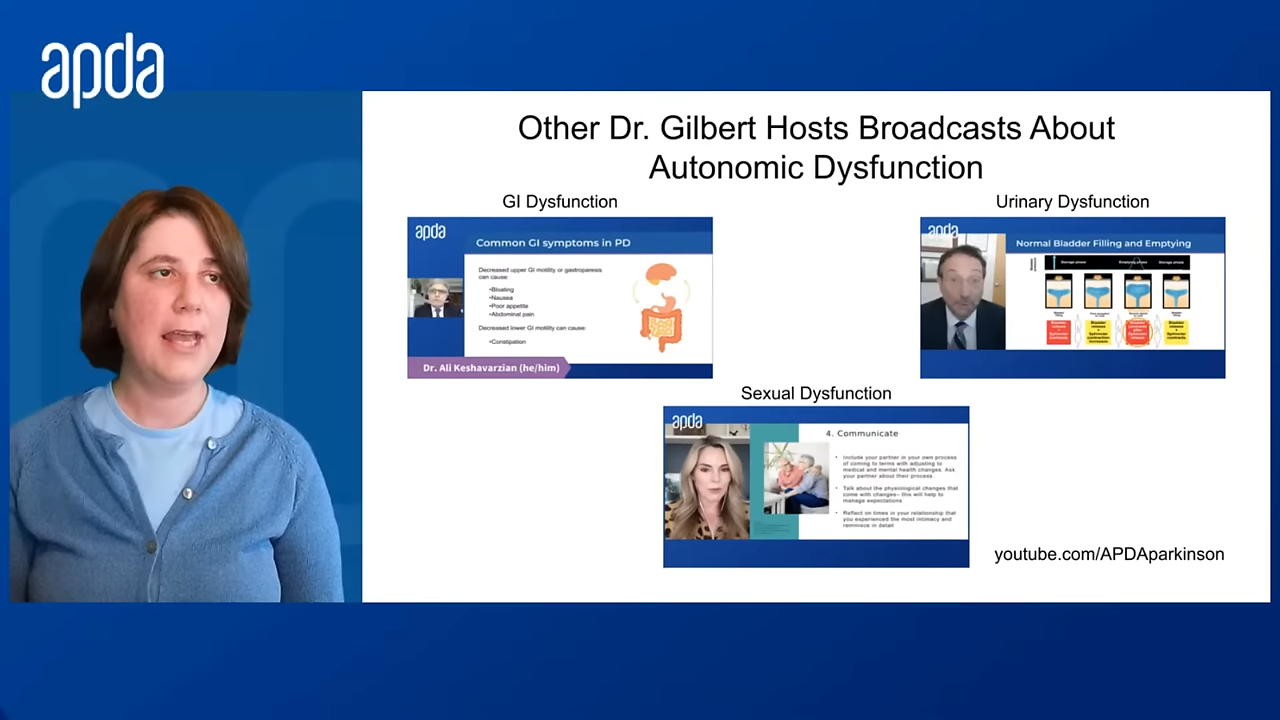 apda
Other Dr. Gilbert Hosts Broadcasts About
Autonomic Dysfunction
GI Dysfunction
apda
Common GI symptoms in PD
Decreased upper GI motility or gastroparesis
can cause:
•Bloating
•Nausea
•Poor appetite
•Abdominal pain
Decreased lower GI motility can cause:
•Constipation
Dr. Ali Keshavarzian (he/him)
Urinary Dysfunction
apda
Normal Bladder Filling and Emptying
Storage phase
Emptying phase
Storage phase
Sexual Dysfunction
apda
4. Communicate
• Include your partner in your own process
of coming to terms with adjusting to
medical and mental health changes. Ask
your partner about their process.
• Talk about the physiological changes that
come with changes– this will help to
manage expectations
• Reflect on times in your relationship that
you experienced the most intimacy and
reminisce in detail
youtube.com/APDAparkinson